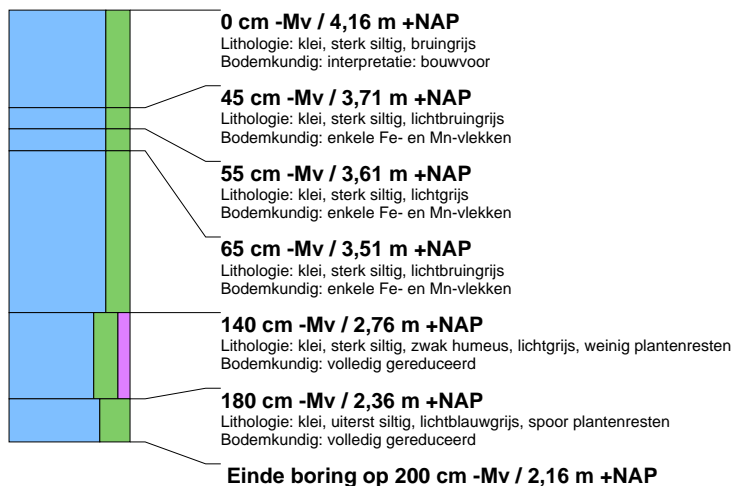 0 cm -Mv / 4,16 m +NAP
Lithologie: klei, sterk siltig, bruingrijs
Bodemkundig: interpretatie: bouwvoor
45 cm -Mv / 3,71 m +NAP
Lithologie: klei, sterk siltig, lichtbruingrijs
Bodemkundig: enkele Fe- en Mn-vlekken
55 cm -Mv / 3,61 m +NAP
Lithologie: klei, sterk siltig, lichtgrijs
Bodemkundig: enkele Fe- en Mn-vlekken
65 cm -Mv / 3,51 m +NAP
Lithologie: klei, sterk siltig, lichtbruingrijs
Bodemkundig: enkele Fe- en Mn-vlekken
140 cm -Mv / 2,76 m +NAP
Lithologie: klei, sterk siltig, zwak humeus, lichtgrijs, weinig plantenresten
Bodemkundig: volledig gereduceerd
180 cm -Mv / 2,36 m +NAP
Lithologie: klei, uiterst siltig, lichtblauwgrijs, spoor plantenresten
Bodemkundig: volledig gereduceerd
Einde boring op 200 cm -Mv / 2,16 m +NAP